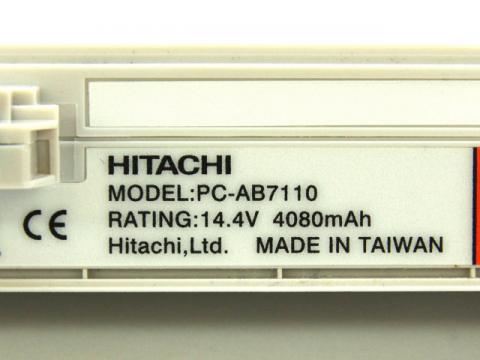 HITACHI
MODEL:PC-AB7110
RATING:14.4V 4080mAh
CE Hitachi,Ltd. MADE IN TAIWAN